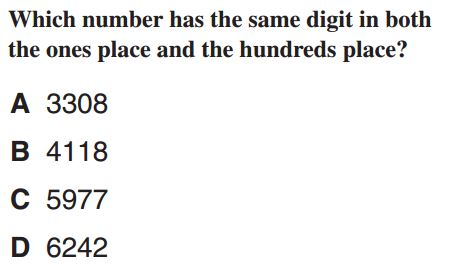 Which number has the same digit in both
the ones place and the hundreds place?
A 3308
B 4118
C 5977
D 6242